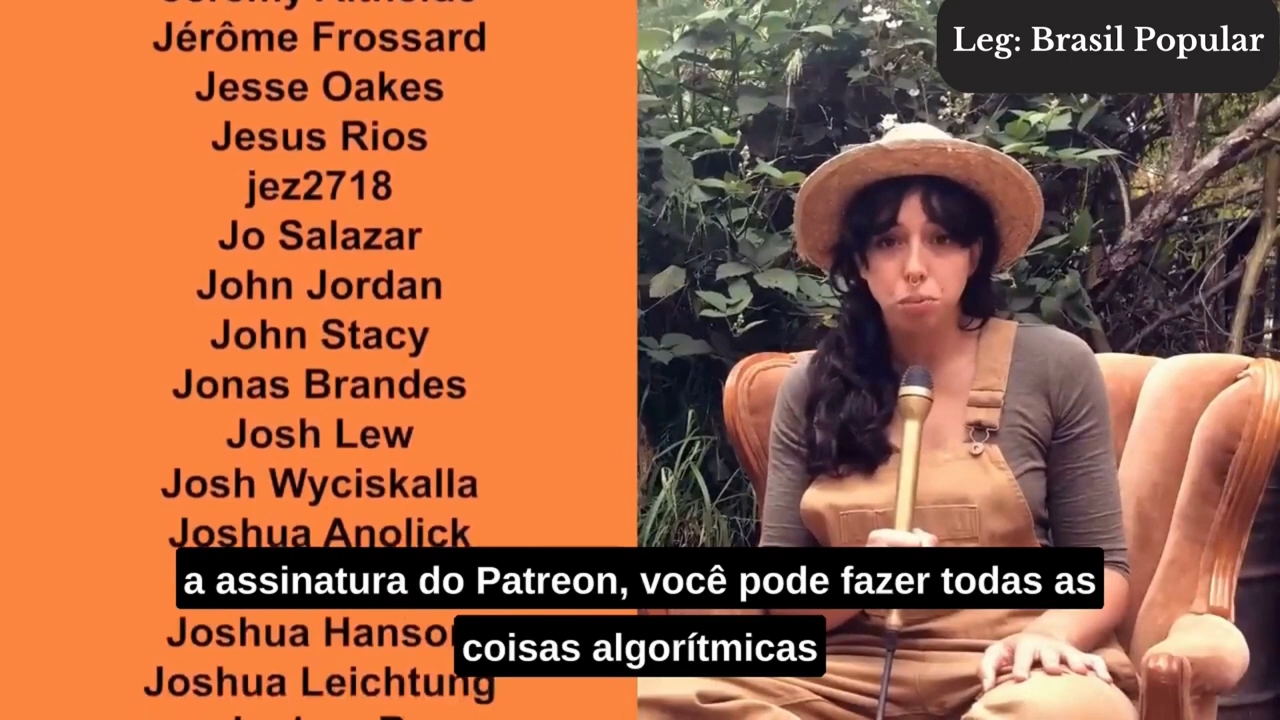 Leg: Brasil Popular
Jérôme Frossard
Jesse Oakes
Jesus Rios
jez2718
Jo Salazar
John Jordan
John Stacy
Jonas Brandes
Josh Lew
Josh Wyciskalla
Joshua Anolick
a assinatura do Patreon, você pode fazer todas as
coisas algorítmicas
Joshua
Joshua Leichtung